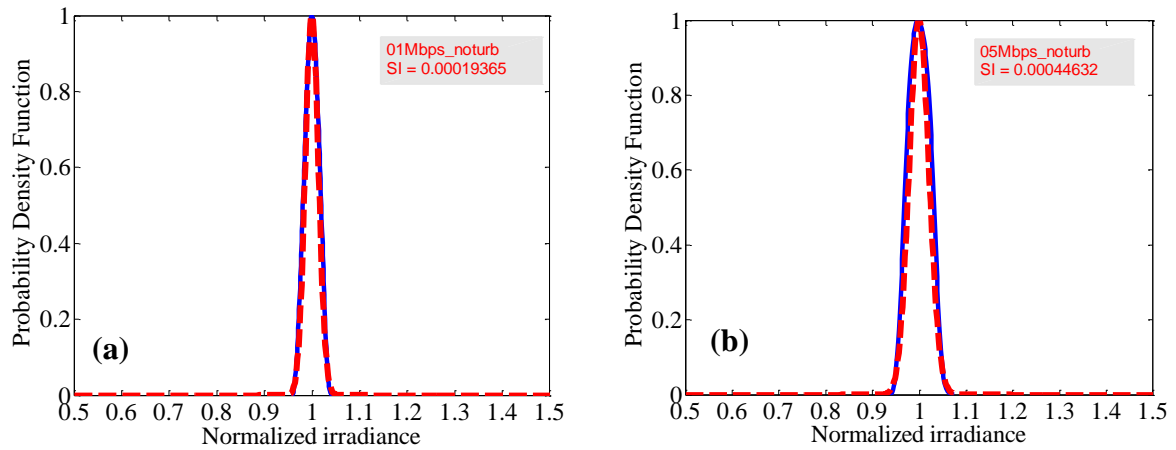 1
0.8
0.6
0.4
0.2
0
Probability Density Function
01Mbps_noturb
SI = 0.00019365
(a)
0.5 0.6 0.7 0.8 0.9 1 1.1 1.2 1.3 1.4 1.5
Normalized irradiance
1
0.8
0.6
0.4
0.2
0
Probability Density Function
05Mbps_noturb
SI = 0.00044632
(b)
0.5 0.6 0.7 0.8 0.9 1 1.1 1.2 1.3 1.4 1.5
Normalized irradiance